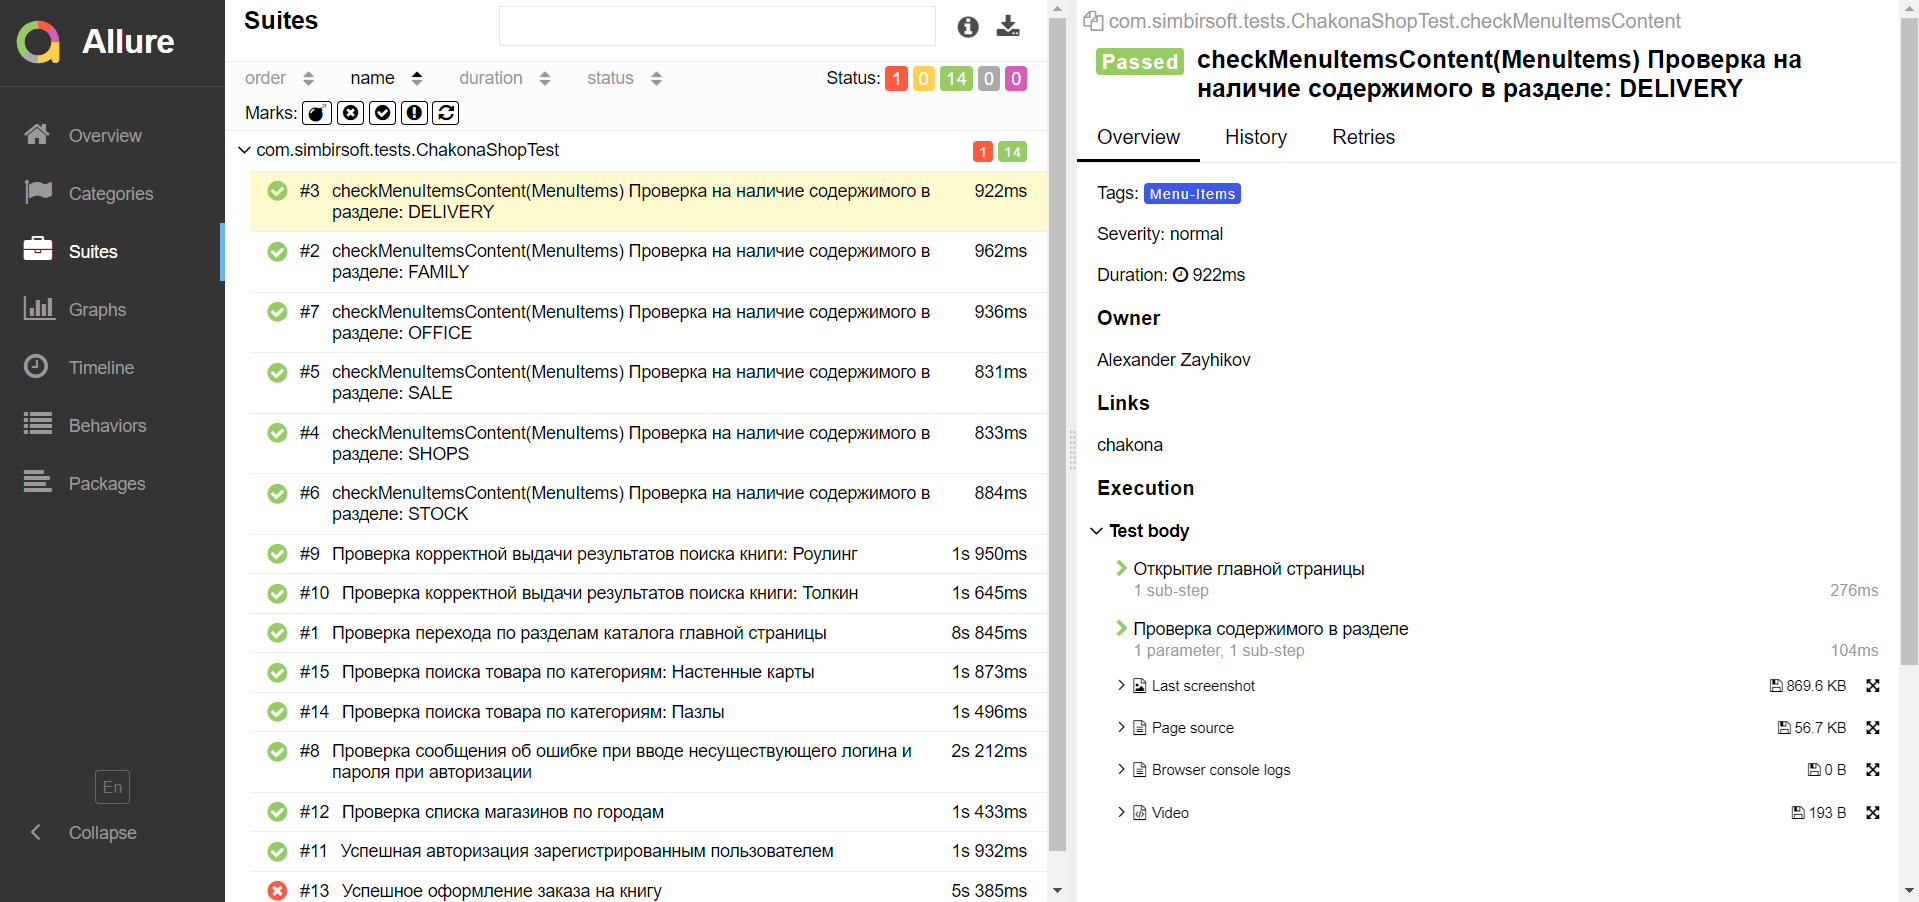 Allure
Overview
Categories
Suites
Graphs
Timeline
Behaviors
Packages
En
Collapse
Suites
order name duration status Status: 1 0 14 0 0
Marks:
com.simbirsoft.tests.ChakonaShopTest 1 14
#3 checkMenuItemsContent(MenuItems) Проверка на наличие содержимого в 922ms
разделе: DELIVERY
#2 checkMenuItemsContent(MenuItems) Проверка на наличие содержимого в 962ms
разделе: FAMILY
#7 checkMenuItemsContent(MenuItems) Проверка на наличие содержимого в 936ms
разделе: OFFICE
#5 checkMenuItemsContent(MenuItems) Проверка на наличие содержимого в 831ms
разделе: SALE
#4 checkMenuItemsContent(MenuItems) Проверка на наличие содержимого в 833ms
разделе: SHOPS
#6 checkMenuItemsContent(MenuItems) Проверка на наличие содержимого в 884ms
разделе: STOCK
#9 Проверка корректной выдачи результатов поиска книги: Роулинг 1s 950ms
#10 Проверка корректной выдачи результатов поиска книги: Толкин 1s 645ms
#1 Проверка перехода по разделам каталога главной страницы 8s 845ms
#15 Проверка поиска товара по категориям: Настенные карты 1s 873ms
#14 Проверка поиска товара по категориям: Пазлы 1s 496ms
#8 Проверка сообщения об ошибке при вводе несуществующего логина и 2s 212ms
пароля при авторизации
#12 Проверка списка магазинов по городам 1s 433ms
#11 Успешная авторизация зарегистрированным пользователем 1s 932ms
#13 Успешное оформление заказа на книгу 5s 385ms
com.simbirsoft.tests.ChakonaShopTest.checkMenuItemsContent
Passed checkMenuItemsContent(MenuItems) Проверка на
наличие содержимого в разделе: DELIVERY
Overview History Retries
Tags: Menu-Items
Severity: normal
Duration: 922ms
Owner
Alexander Zayhikov
Links
chakona
Execution
Test body
Открытие главной страницы
1 sub-step 276ms
Проверка содержимого в разделе
1 parameter, 1 sub-step 104ms
Last screenshot 869.6 KB
Page source 56.7 KB
Browser console logs 0 B
Video 193 B